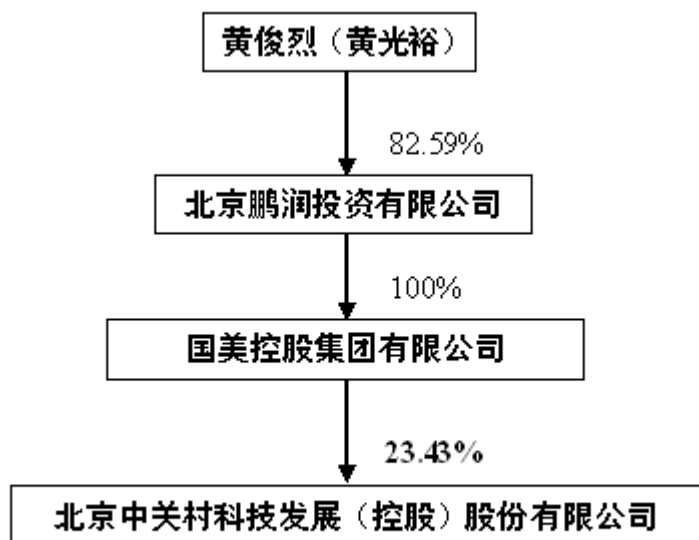 黄俊烈（黄光裕）
82.59%
北京鹏润投资有限公司
100%
国美控股集团有限公司
23.43%
北京中关村科技发展（控股）股份有限公司